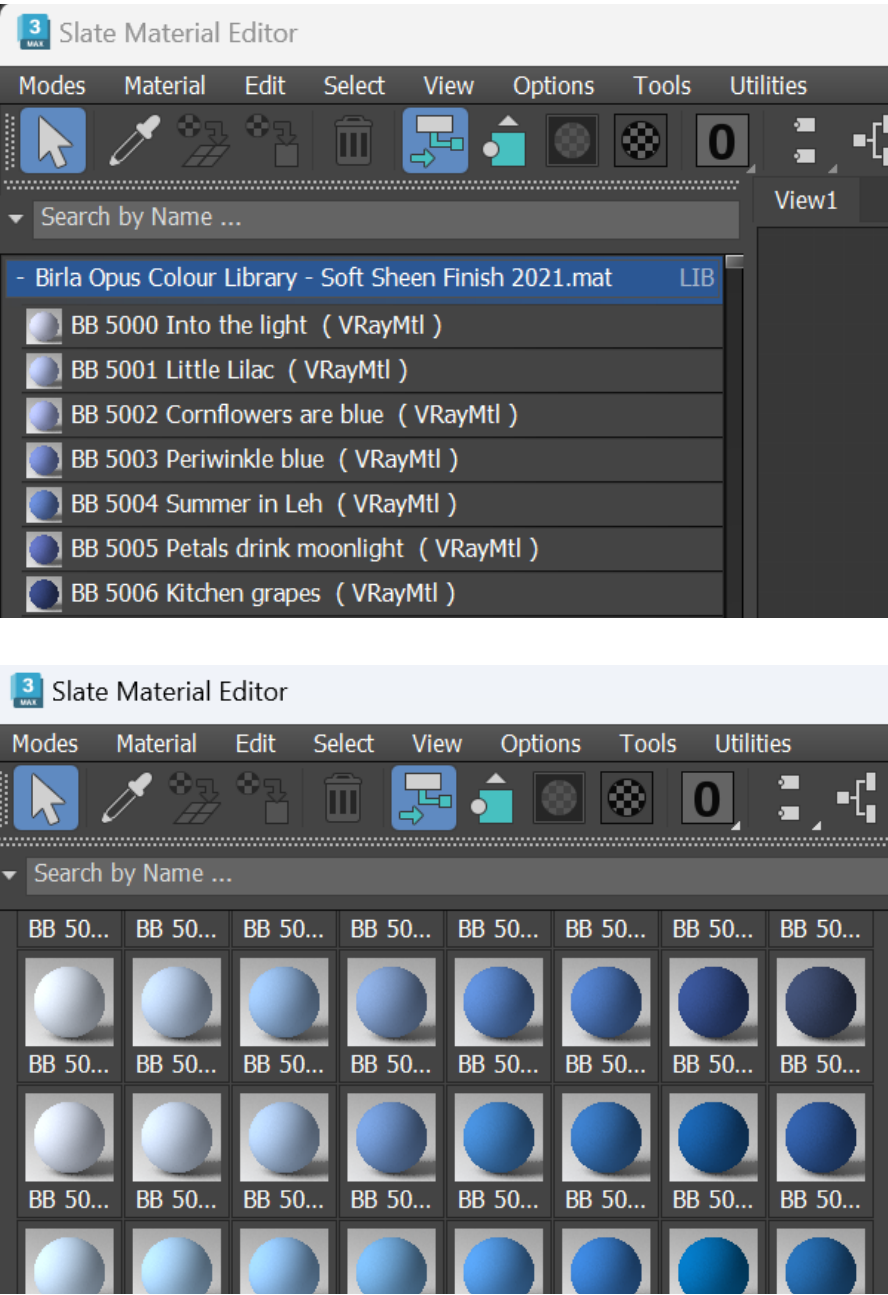 3
MAX
Slate Material Editor
Modes Material Edit Select View Options Tools Utilities
0
Search by Name ...
View1
- Birla Opus Colour Library - Soft Sheen Finish 2021.mat LIB
BB 5000 Into the light ( VRayMtl )
BB 5001 Little Lilac ( VRayMtl )
BB 5002 Cornflowers are blue ( VRayMtl )
BB 5003 Periwinkle blue ( VRayMtl )
BB 5004 Summer in Leh ( VRayMtl )
BB 5005 Petals drink moonlight ( VRayMtl )
BB 5006 Kitchen grapes ( VRayMtl )
3
MAX
Slate Material Editor
Modes Material Edit Select View Options Tools Utilities
0
Search by Name ...
BB 50... BB 50... BB 50... BB 50... BB 50... BB 50... BB 50... BB 50...
BB 50... BB 50... BB 50... BB 50... BB 50... BB 50... BB 50... BB 50...
BB 50... BB 50... BB 50... BB 50... BB 50... BB 50... BB 50... BB 50...